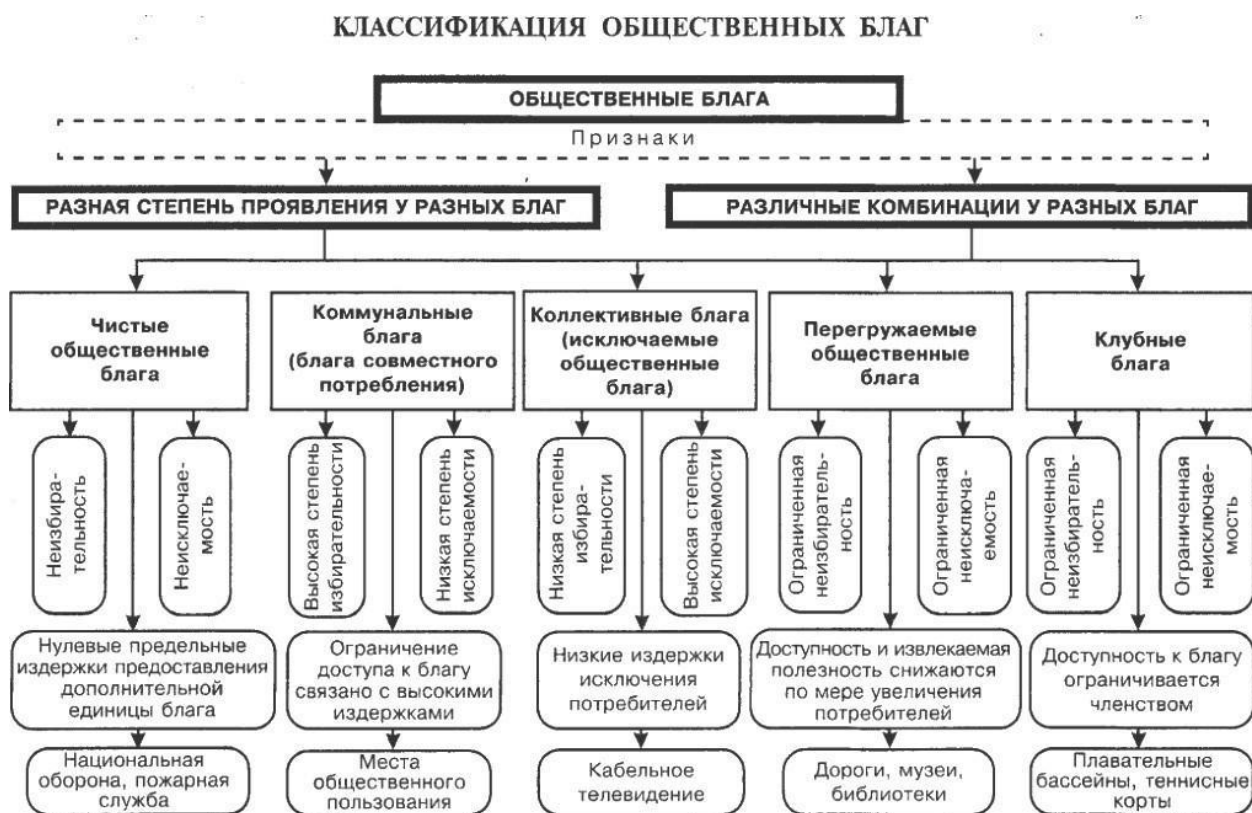 КЛАССИФИКАЦИЯ ОБЩЕСТВЕННЫХ БЛАГ
ОБЩЕСТВЕННЫЕ БЛАГА
Признаки
РАЗНАЯ СТЕПЕНЬ ПРОЯВЛЕНИЯ У РАЗНЫХ БЛАГ
РАЗЛИЧНЫЕ КОМБИНАЦИИ У РАЗНЫХ БЛАГ
Чистые
общественные
блага
Коммунальные
блага
(блага совместного
потребления)
Коллективные блага
(исключаемые
общественные
блага)
Перегружаемые
общественные
блага
Клубные
блага
Неизбира-
тельность
Неисключае-
мость
Высокая степень
избирательности
Низкая степень
исключаемости
Низкая степень
избира-
тельности
Высокая степень
исключаемости
Ограниченная
неизбиратель-
ность
Ограниченная
неисключа-
емость
Ограниченная
неизбиратель-
ность
Ограниченная
неисключае-
мость
Нулевые предельные
издержки предоставления
дополнительной
единицы блага
Ограничение
доступа к благу
связано с высокими
издержками
Низкие издержки
исключения
потребителей
Доступность и извлекаемая
полезность снижаются
по мере увеличения
потребителей
Доступность к благу
ограничивается
членством
Национальная
оборона, пожарная
служба
Места
общественного
пользования
Кабельное
телевидение
Дороги, музеи,
библиотеки
Плавательные
бассейны, теннисные
корты